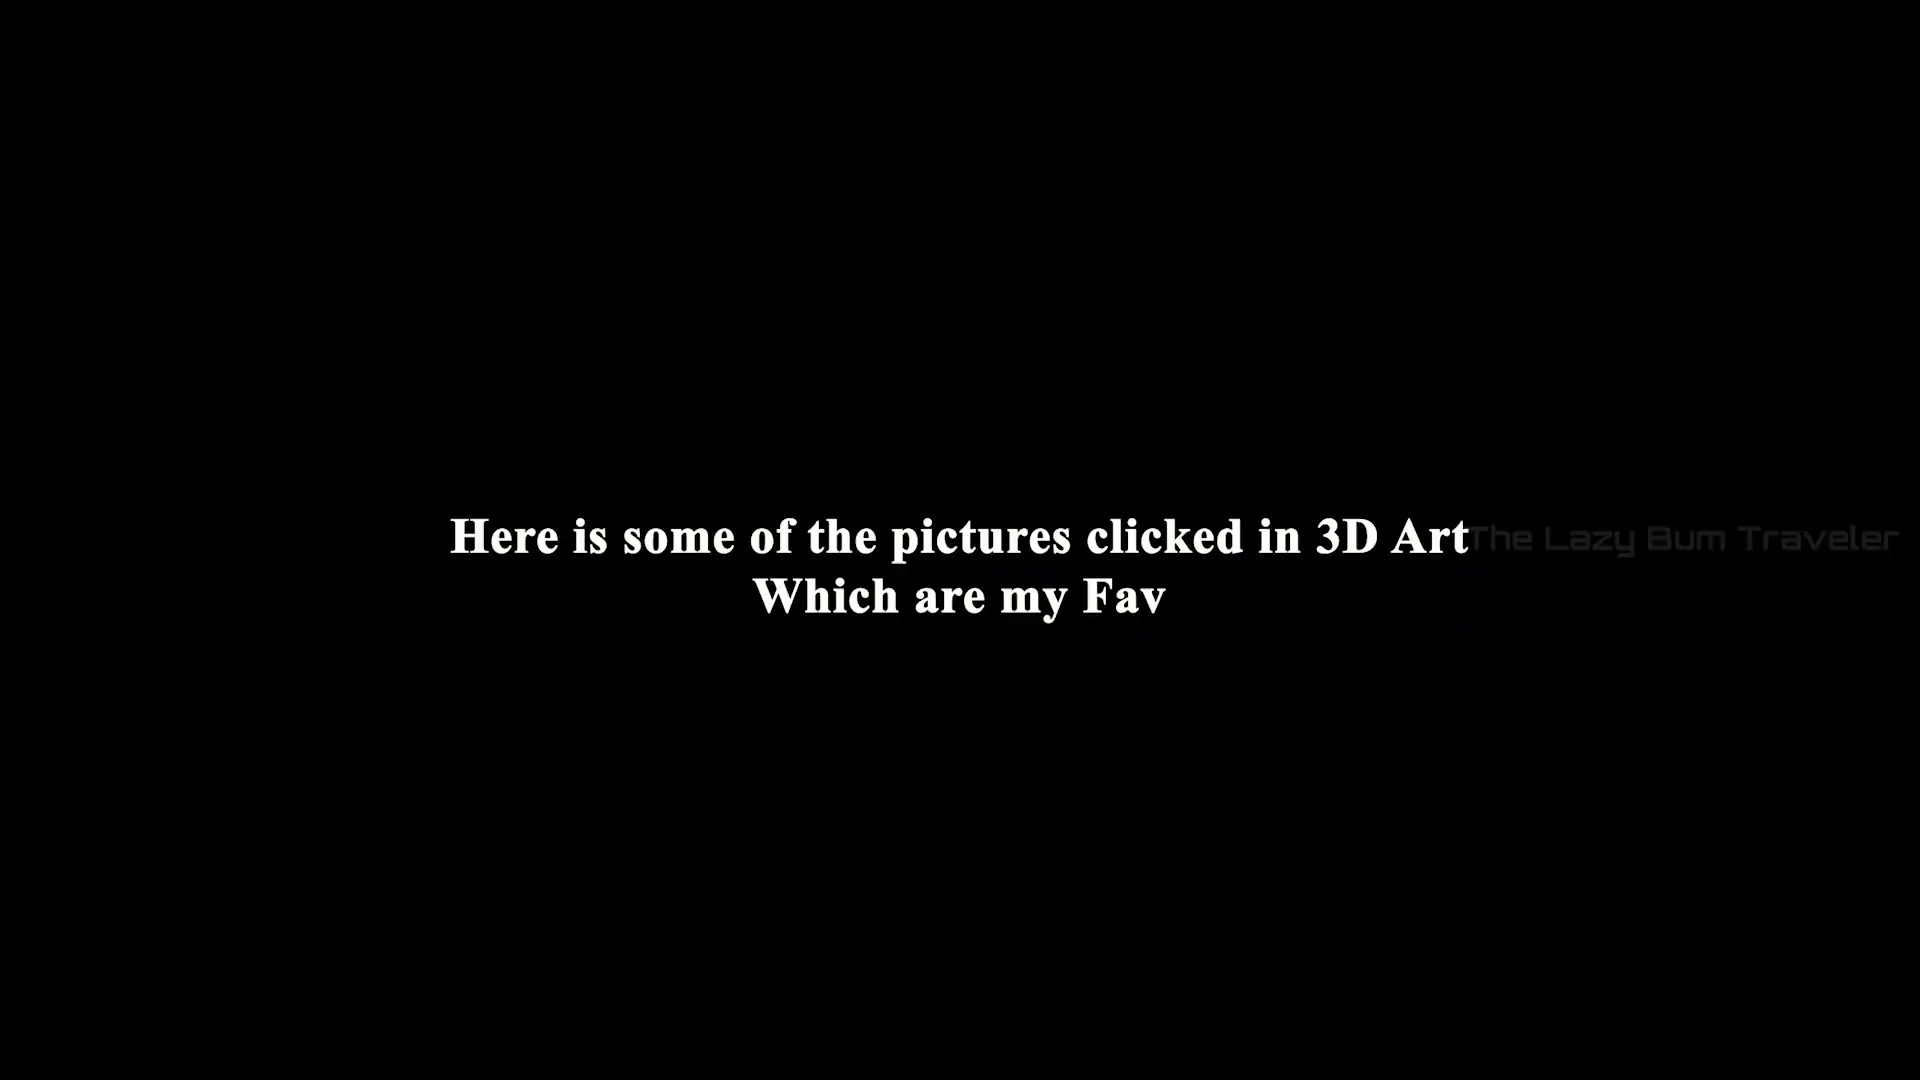 Here is some of the pictures clicked in 3D Art
Which are my Fav
The Lazy Bum Traveler